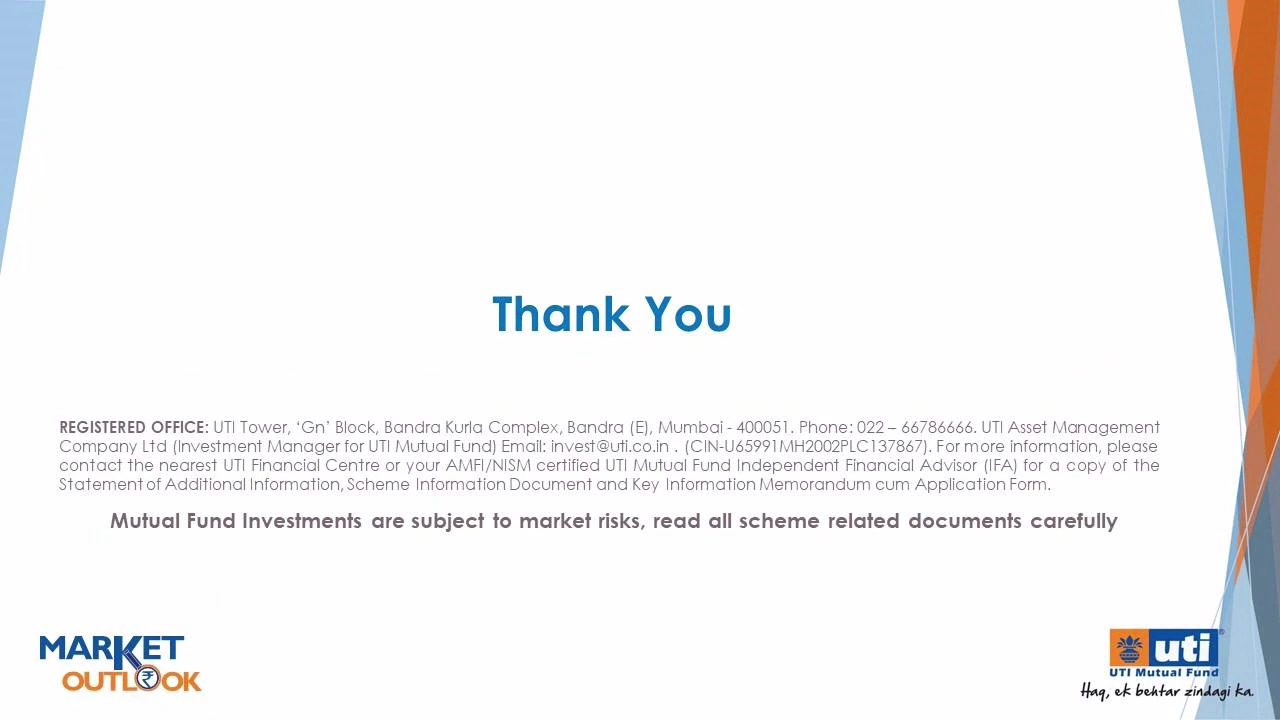 Thank You
REGISTERED OFFICE: UTI Tower, ‘Gn’ Block, Bandra Kurla Complex, Bandra (E), Mumbai - 400051. Phone: 022 – 66786666. UTI Asset Management
Company Ltd (Investment Manager for UTI Mutual Fund) Email: invest@uti.co.in . (CIN-U65991MH2002PLC137867). For more information, please
contact the nearest UTI Financial Centre or your AMFI/NISM certified UTI Mutual Fund Independent Financial Advisor (IFA) for a copy of the
Statement of Additional Information, Scheme Information Document and Key Information Memorandum cum Application Form.
Mutual Fund Investments are subject to market risks, read all scheme related documents carefully
MARKET
OUTLOOK
uti®
UTI Mutual Fund
Haq, ek behtar zindagi ka.